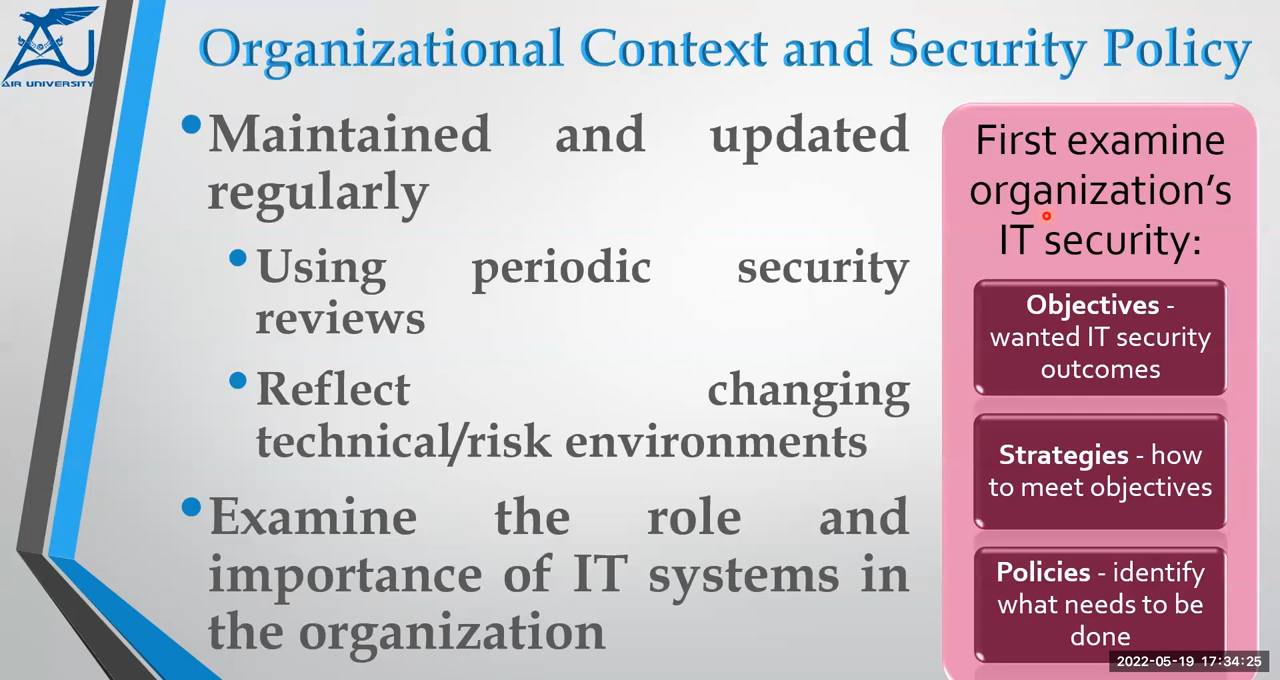 AIR UNIVERSITY
Organizational Context and Security Policy
•Maintained and updated
regularly
•Using periodic security
reviews
•Reflect changing
technical/risk environments
•Examine the role and
importance of IT systems in
the organization
First examine
organization’s
IT security:
Objectives -
wanted IT security
outcomes
Strategies - how
to meet objectives
Policies - identify
what needs to be
done
2022-05-19 17:34:25